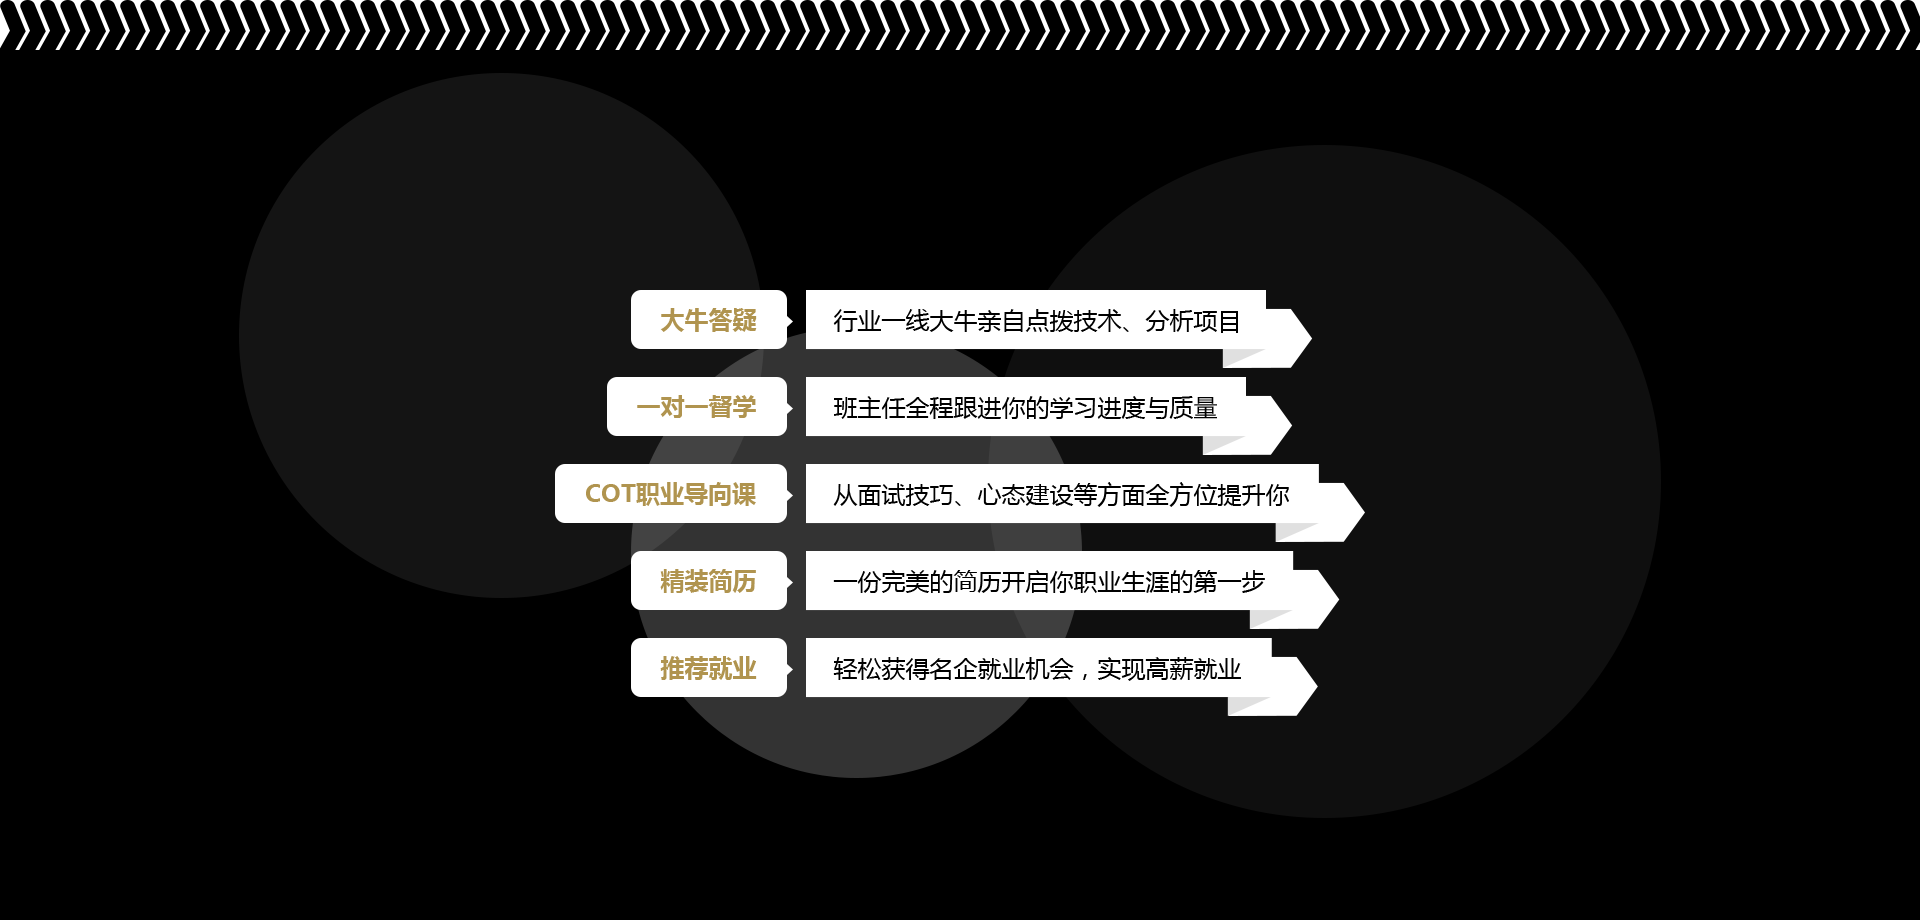 大牛答疑 行业一线大牛亲自点拨技术、分析项目
一对一督学 班主任全程跟进你的学习进度与质量
COT职业导向课 从面试技巧、心态建设等方面全方位提升你
精装简历 一份完美的简历开启你职业生涯的第一步
推荐就业 轻松获得名企就业机会，实现高薪就业